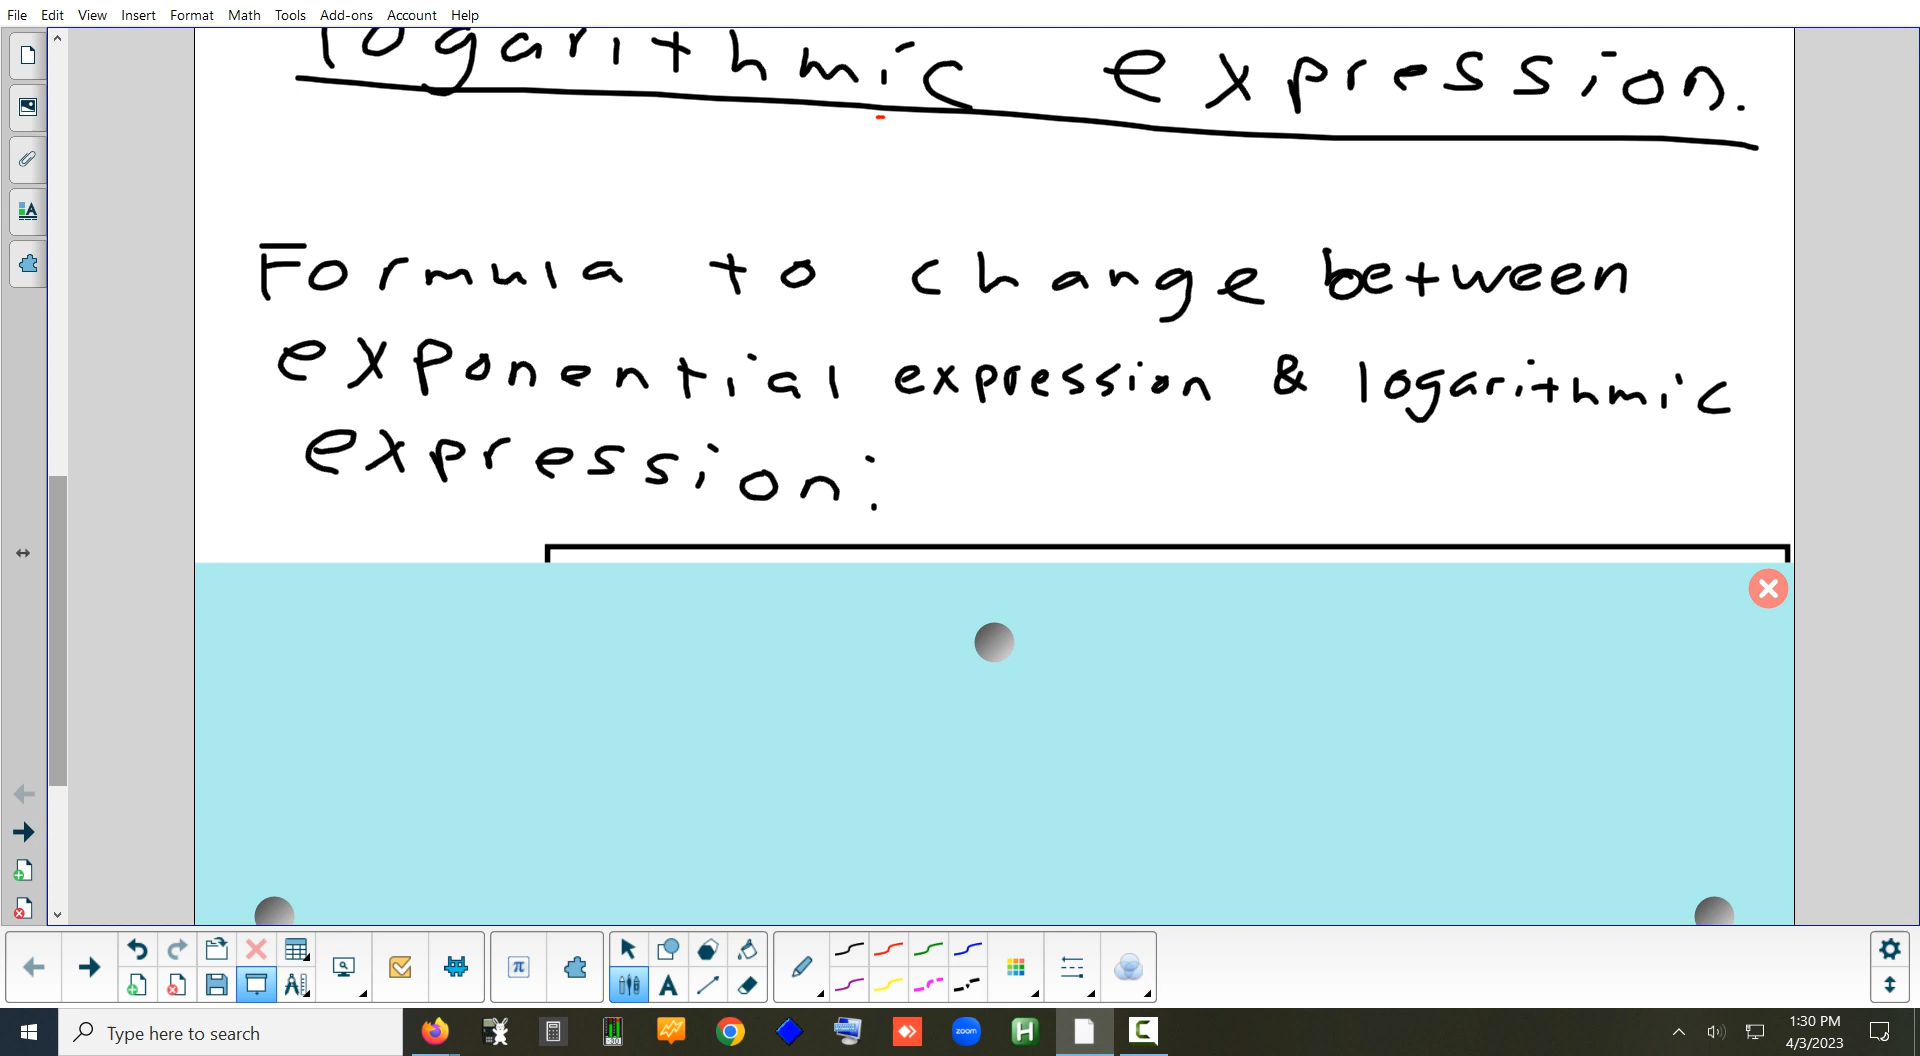 File Edit View Insert Format Math Tools Add-ons Account Help
logarithmic expression.
Formula to change between
exponential expression & logarithmic
expression:
A
π
A
zoom
H
C
Type here to search
1:30 PM
4/3/2023